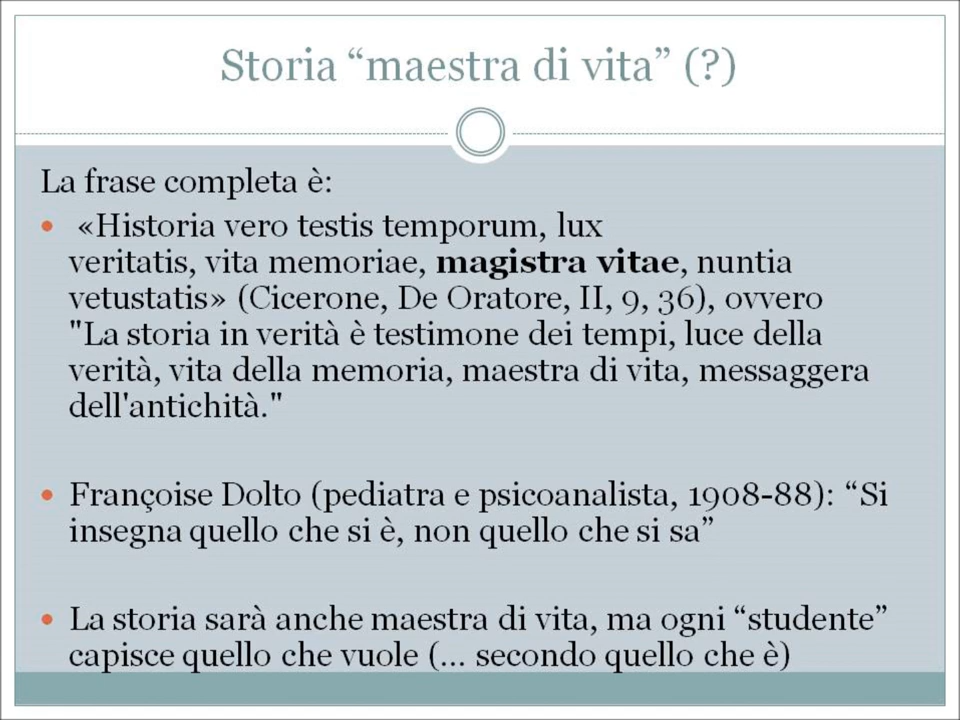 Storia “maestra di vita” (?)
La frase completa è:
• «Historia vero testis temporum, lux
veritatis, vita memoriae, magistra vitae, nuntia
vetustatis» (Cicerone, De Oratore, II, 9, 36), ovvero
"La storia in verità è testimone dei tempi, luce della
verità, vita della memoria, maestra di vita, messaggera
dell'antichità."
• Françoise Dolto (pediatra e psicoanalista, 1908-88): “Si
insegna quello che si è, non quello che si sa”
• La storia sarà anche maestra di vita, ma ogni “studente”
capisce quello che vuole (… secondo quello che è)